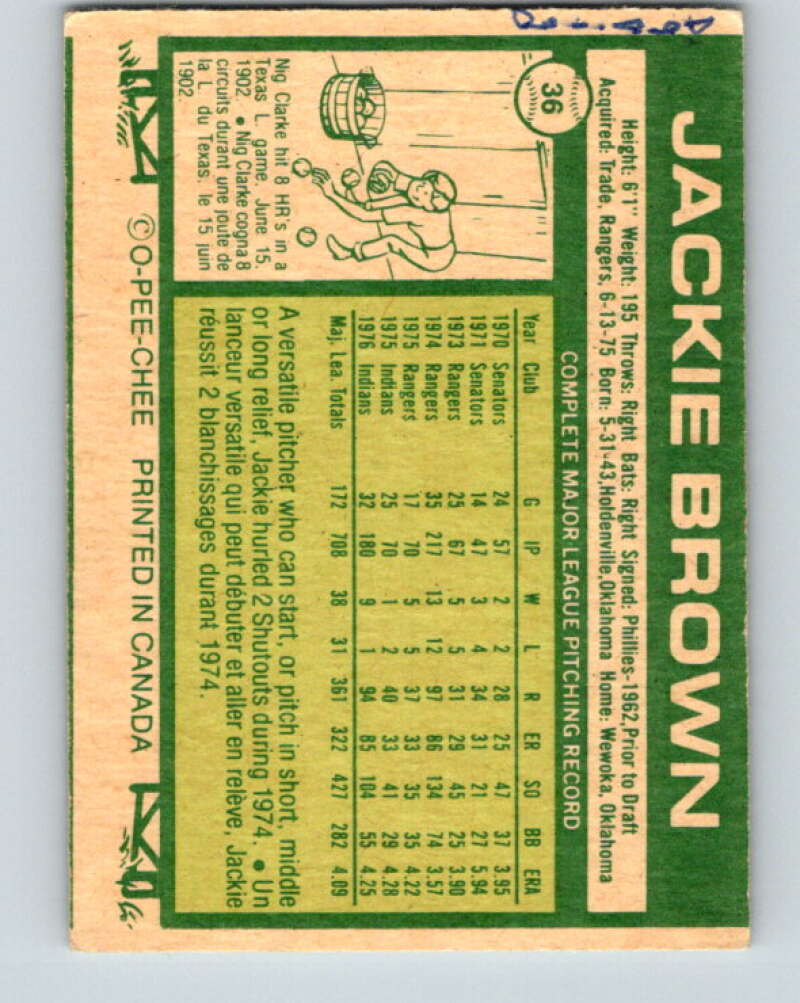 36
JACKIE BROWN
Height: 6'1" Weight: 195 Throws: Right Bats: Right Signed: Phillies-1962,Prior to Draft
Acquired: Trade, Rangers, 6-13-75 Born: 5-31-43,Holdenville,Oklahoma Home: Wewoka, Oklahoma
COMPLETE MAJOR LEAGUE PITCHING RECORD
Year Club G IP W L R ER SO BB ERA
1970 Senators 24 57 2 2 28 25 47 37 3.95
1971 Senators 14 47 3 4 34 31 21 27 5.94
1973 Rangers 25 67 5 5 31 29 45 25 3.90
1974 Rangers 35 217 13 12 97 86 134 74 3.57
1975 Rangers 17 70 5 5 37 33 35 35 4.22
1975 Indians 25 70 1 2 40 33 41 29 4.28
1976 Indians 32 180 9 1 94 85 104 55 4.25
Maj. Lea. Totals 172 708 38 31 361 322 427 282 4.09
Nig Clarke hit 8 HR's in a
Texas L. game. June 15.
1902. • Nig Clarke cogna 8
circuits durant une joute de
la L. du Texas. le 15 juin
1902.
A versatile pitcher who can start, or pitch in short, middle
or long relief, Jackie hurled 2 Shutouts during 1974. • Un
lanceur versatile qui peut débuter et aller en relève, Jackie
réussit 2 blanchissages durant 1974.
©O-PEE-CHEE PRINTED IN CANADA